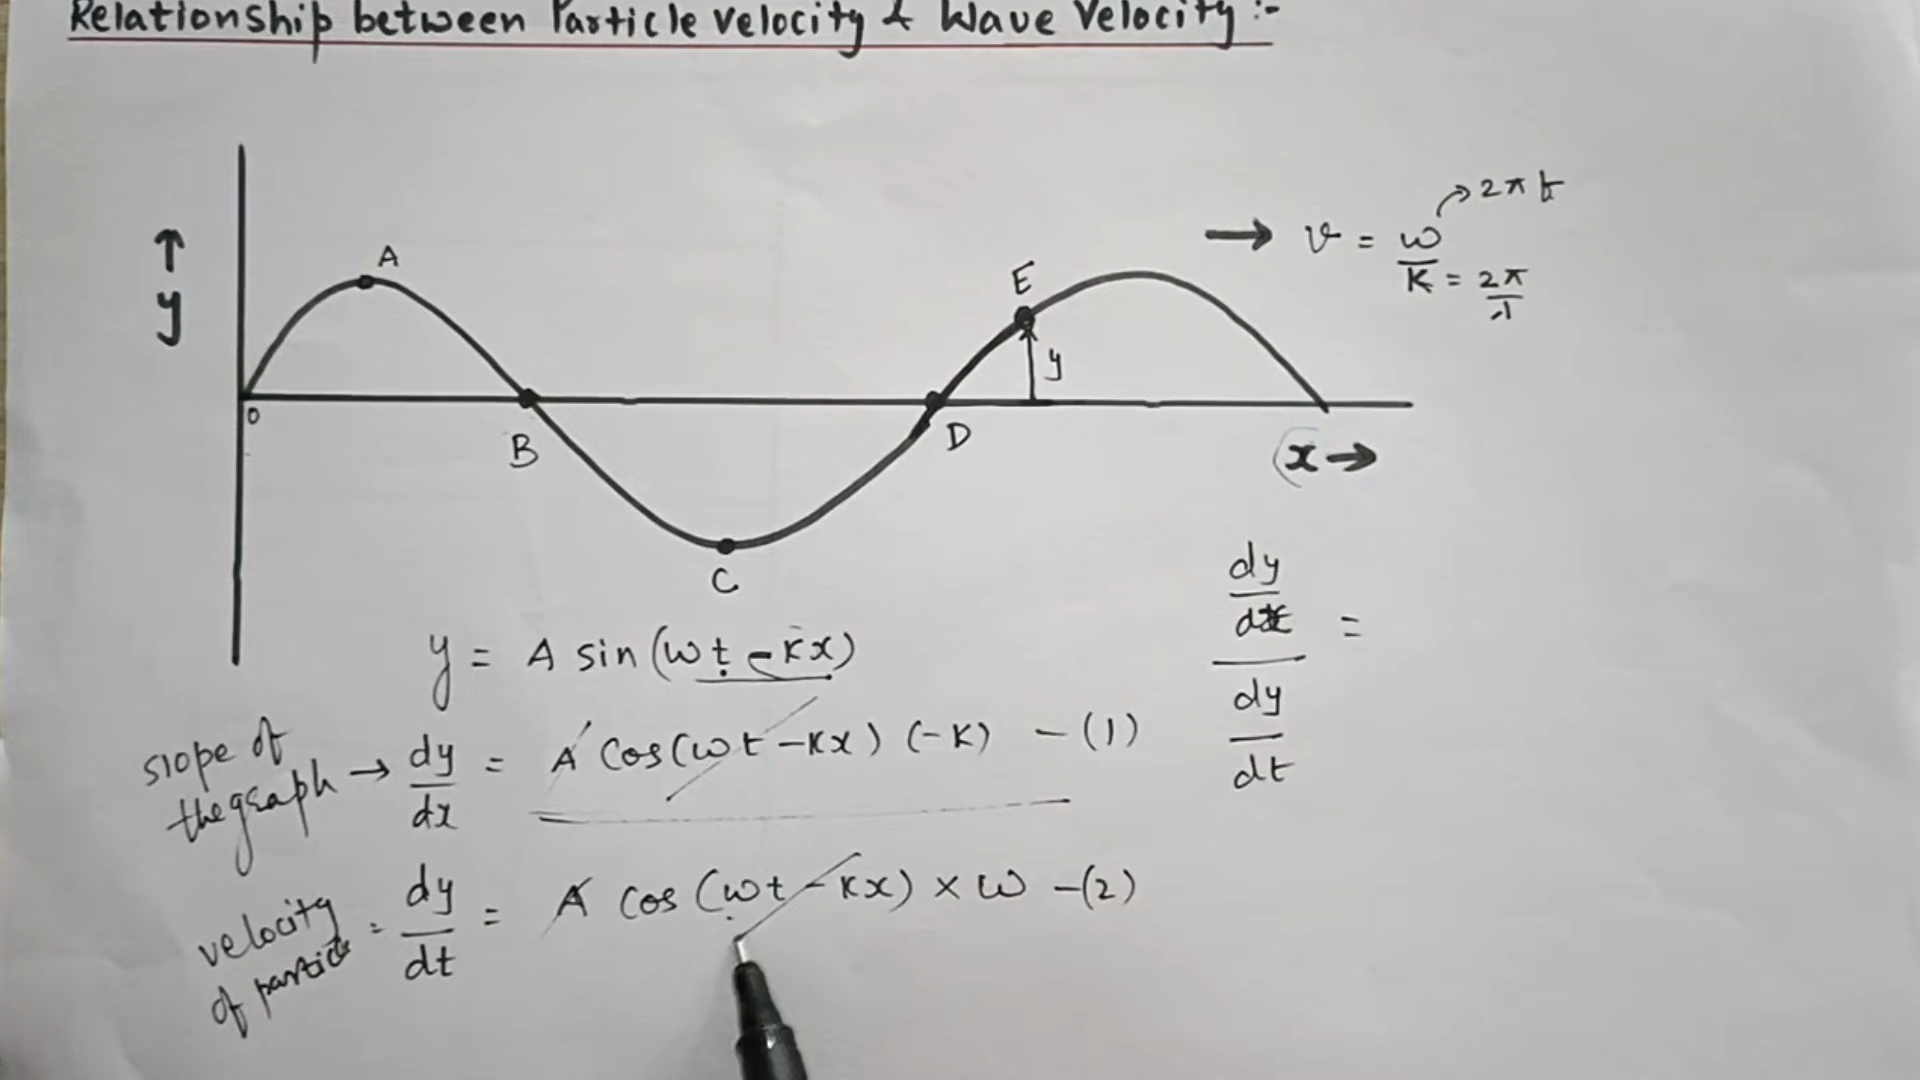 Relationship between Particle velocity & Wave Velocity :-
→ v = ω/k
→ 2πf
k = 2π/λ
↑
y
A
E
y
O
B
D
x →
C
y = A sin (ωt - kx)
slope of the graph → dy/dx = A cos(ωt - kx) (-k) - (1)
velocity of particle = dy/dt = A cos (ωt - kx) × ω - (2)
dy/dx
dy/dt
=